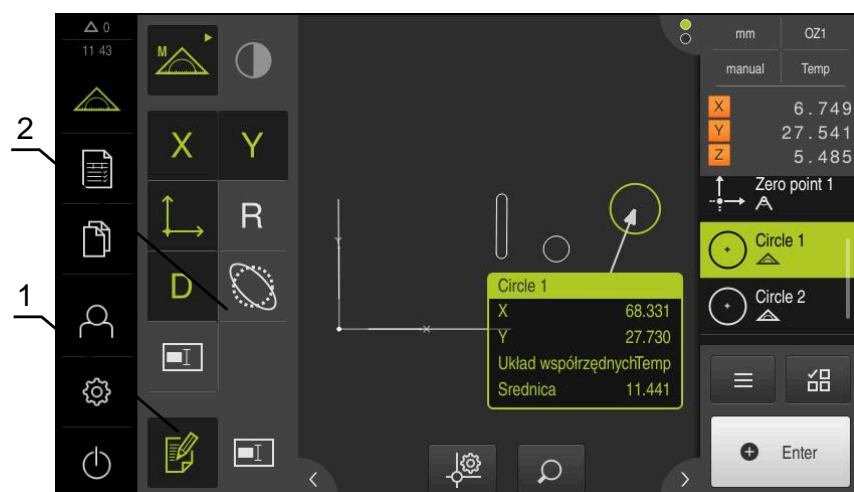 2
1
0
11 43
M
X
Y
R
D
Circle 1
X 68.331
Y 27.730
Układ współrzędnychTemp
Srednica 11.441
Y
X
mm
OZ1
manual
Temp
X 6.749
Y 27.541
Z 5.485
Zero point 1
Circle 1
Circle 2
Enter